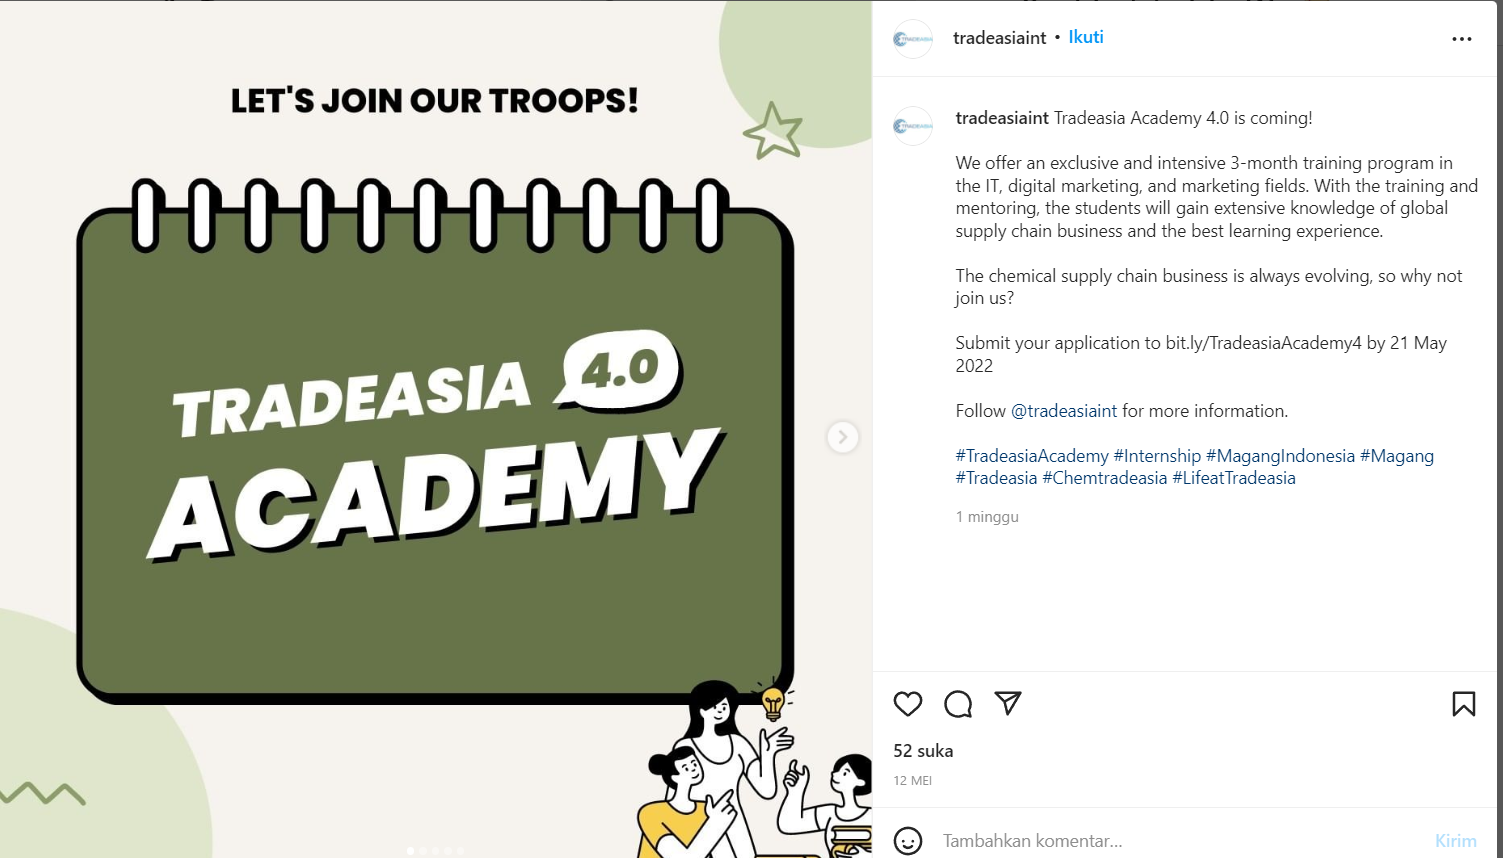 LET'S JOIN OUR TROOPS!
TRADEASIA 4.0
ACADEMY
tradeasiaint • Ikuti
tradeasiaint Tradeasia Academy 4.0 is coming!
We offer an exclusive and intensive 3-month training program in
the IT, digital marketing, and marketing fields. With the training and
mentoring, the students will gain extensive knowledge of global
supply chain business and the best learning experience.
The chemical supply chain business is always evolving, so why not
join us?
Submit your application to bit.ly/TradeasiaAcademy4 by 21 May
2022
Follow @tradeasiaint for more information.
#TradeasiaAcademy #Internship #MagangIndonesia #Magang
#Tradeasia #Chemtradeasia #LifeatTradeasia
1 minggu
52 suka
12 MEI
Tambahkan komentar...
Kirim